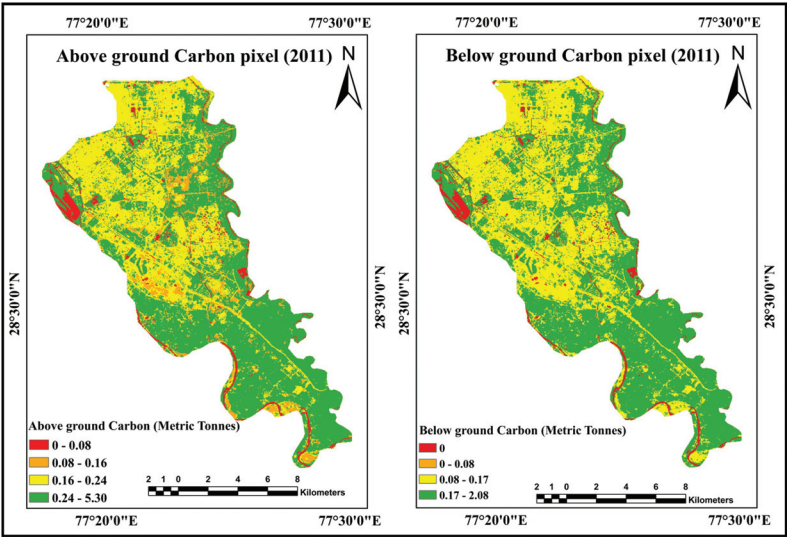 77°20'0"E
77°30'0"E
77°20'0"E
77°30'0"E
Above ground Carbon pixel (2011)
N
Below ground Carbon pixel (2011)
N
28°30'0"N
28°30'0"N
28°30'0"N
Above ground Carbon (Metric Tonnes)
0 - 0.08
0.08 - 0.16
0.16 - 0.24
0.24 - 5.30
2 1 0 2 4 6 8
Kilometers
Below ground Carbon (Metric Tonnes)
0
0 - 0.08
0.08 - 0.17
0.17 - 2.08
2 1 0 2 4 6 8
Kilometers
77°20'0"E
77°30'0"E
77°20'0"E
77°30'0"E